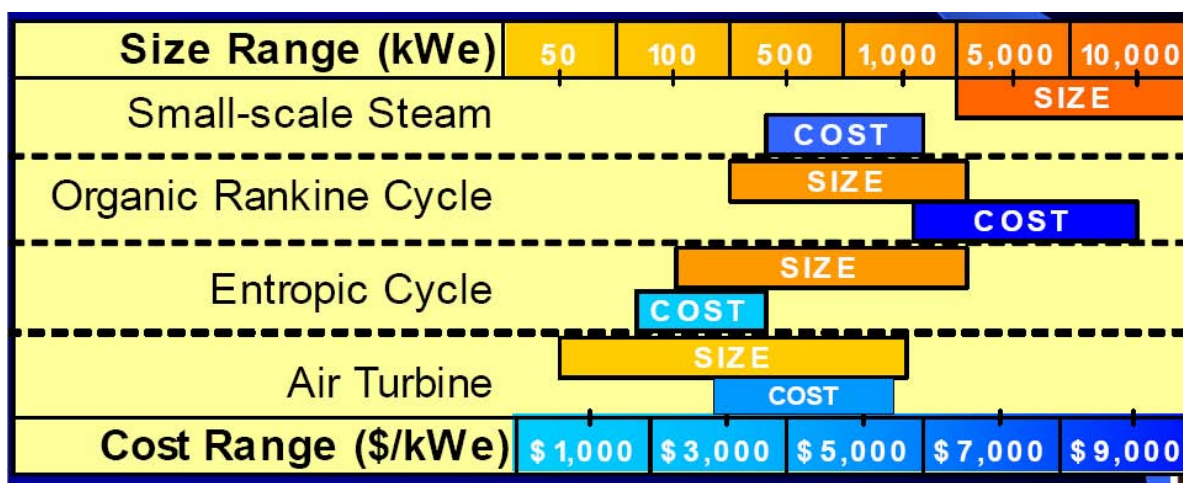 Size Range (kWe) 50 100 500 1,000 5,000 10,000
SIZE
Small-scale Steam
COST
SIZE
Organic Rankine Cycle
COST
SIZE
Entropic Cycle
COST
SIZE
Air Turbine
COST
Cost Range ($/kWe) $1,000 $3,000 $5,000 $7,000 $9,000